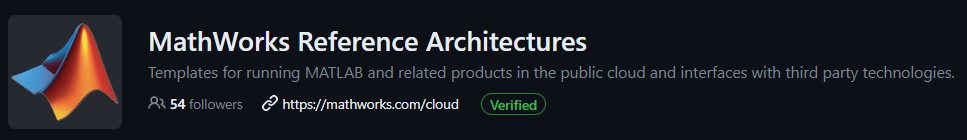 MathWorks Reference Architectures
Templates for running MATLAB and related products in the public cloud and interfaces with third party technologies.
54 followers https://mathworks.com/cloud Verified